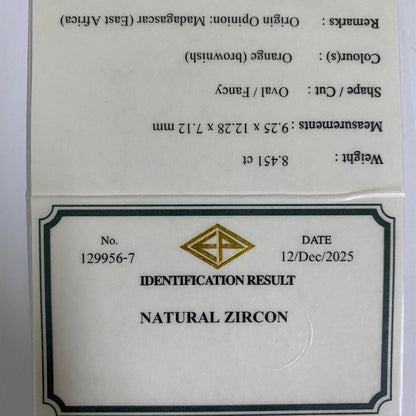 Weight : 8.451 ct
Measurements : 9.25 x 12.28 x 7.12 mm
Shape / Cut : Oval / Fancy
Colour(s) : Orange (brownish)
Remarks : Origin Opinion: Madagascar (East Africa)
No. DATE
129956-7 12/Dec/2025
IDENTIFICATION RESULT
NATURAL ZIRCON